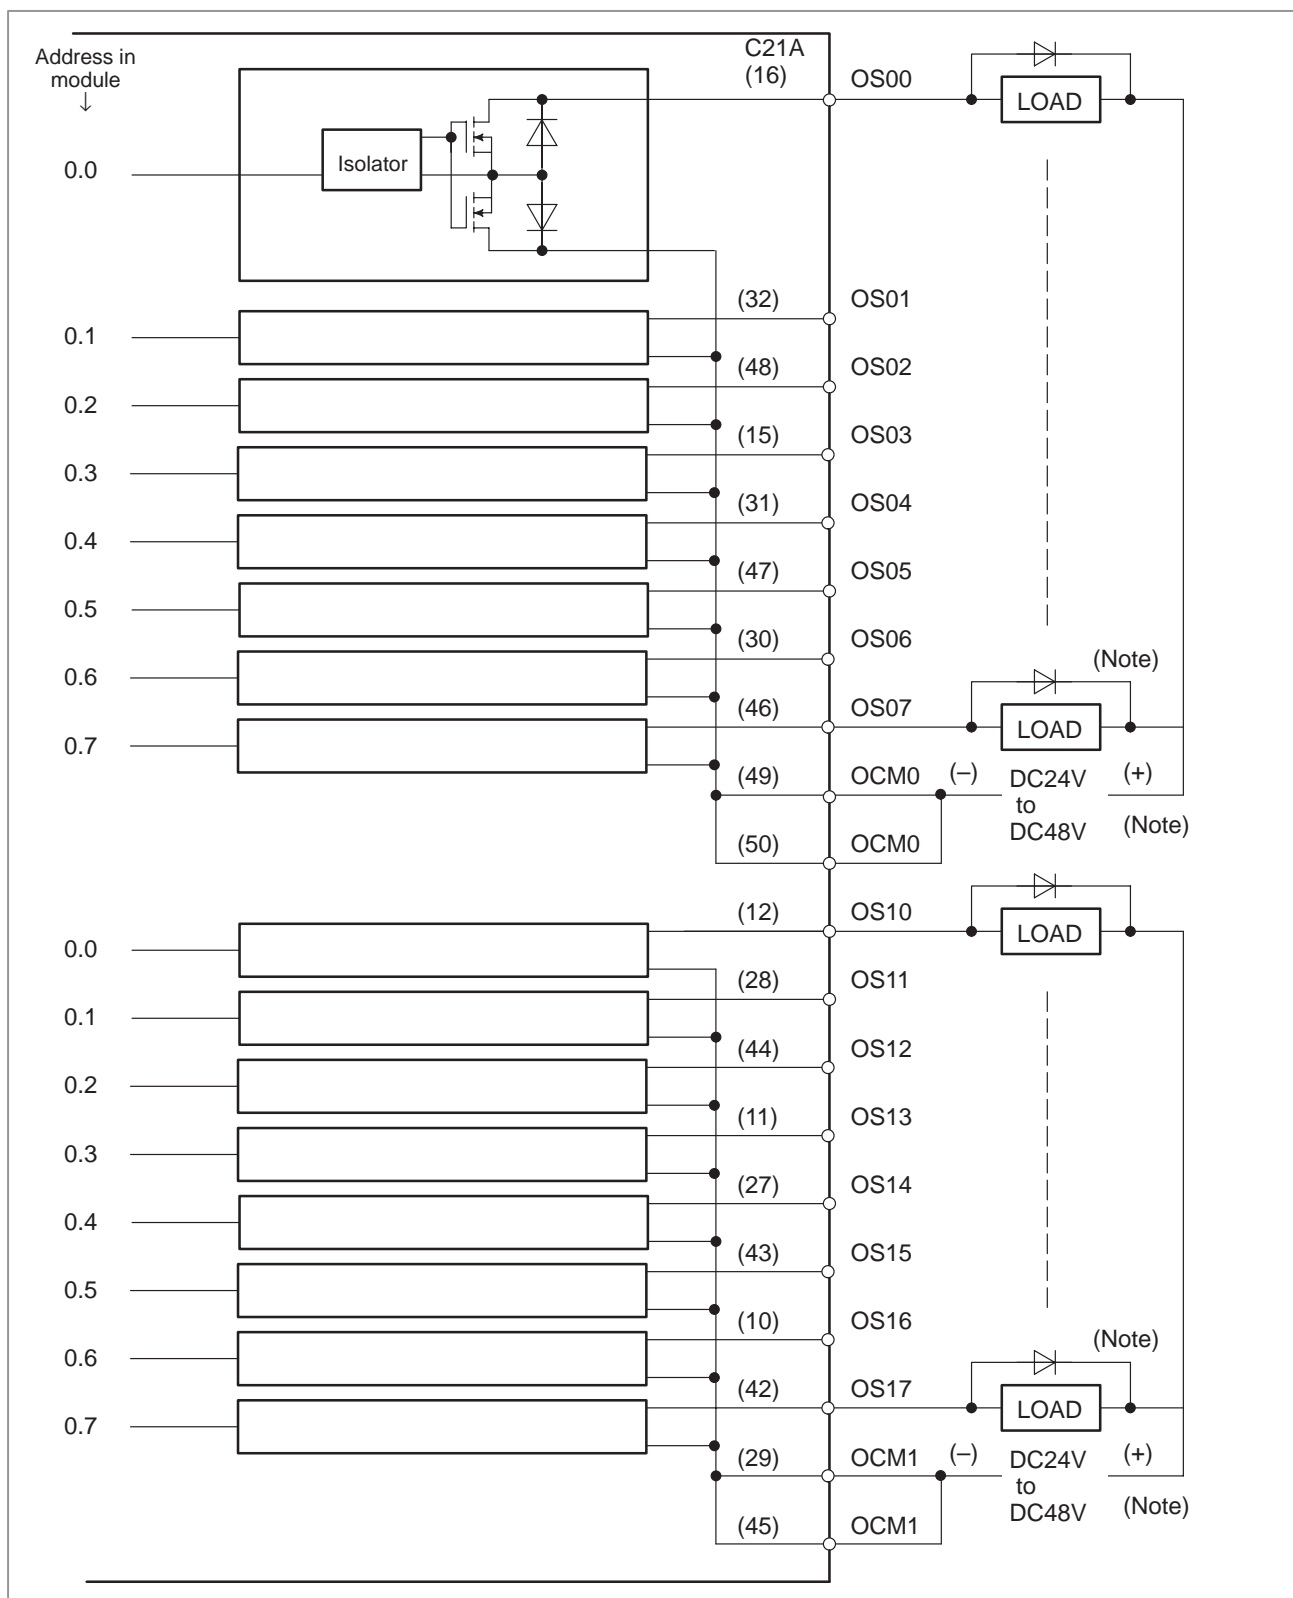 Address in
module
↓
C21A
(16) OS00 LOAD
0.0 Isolator
(32) OS01
0.1
(48) OS02
0.2
(15) OS03
0.3
(31) OS04
0.4
(47) OS05
0.5
(30) OS06
0.6
(Note)
(46) OS07 LOAD
0.7
(49) OCM0 (–) DC24V (+)
to
DC48V (Note)
(50) OCM0
(12) OS10 LOAD
0.0
(28) OS11
0.1
(44) OS12
0.2
(11) OS13
0.3
(27) OS14
0.4
(43) OS15
0.5
(10) OS16
0.6
(Note)
(42) OS17 LOAD
0.7
(29) OCM1 (–) DC24V (+)
to
DC48V (Note)
(45) OCM1